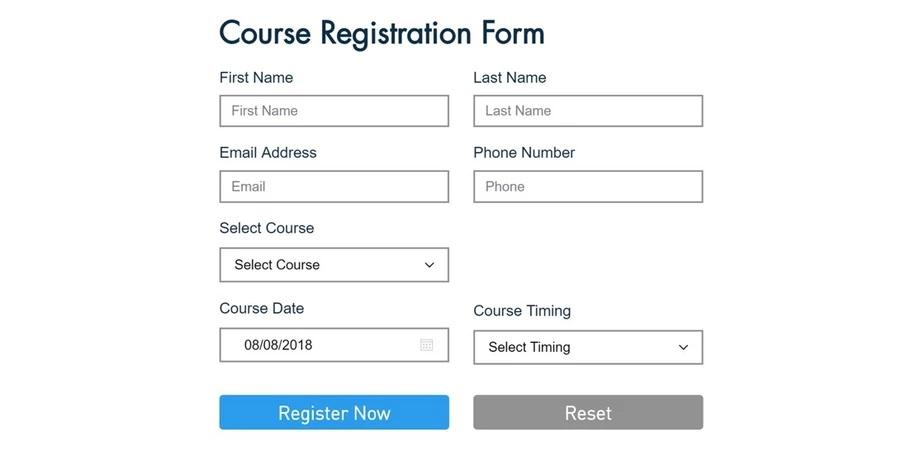 Course Registration Form
First Name
Last Name
First Name
Last Name
Email Address
Phone Number
Email
Phone
Select Course
Select Course
Course Date
Course Timing
08/08/2018
Select Timing
Register Now
Reset